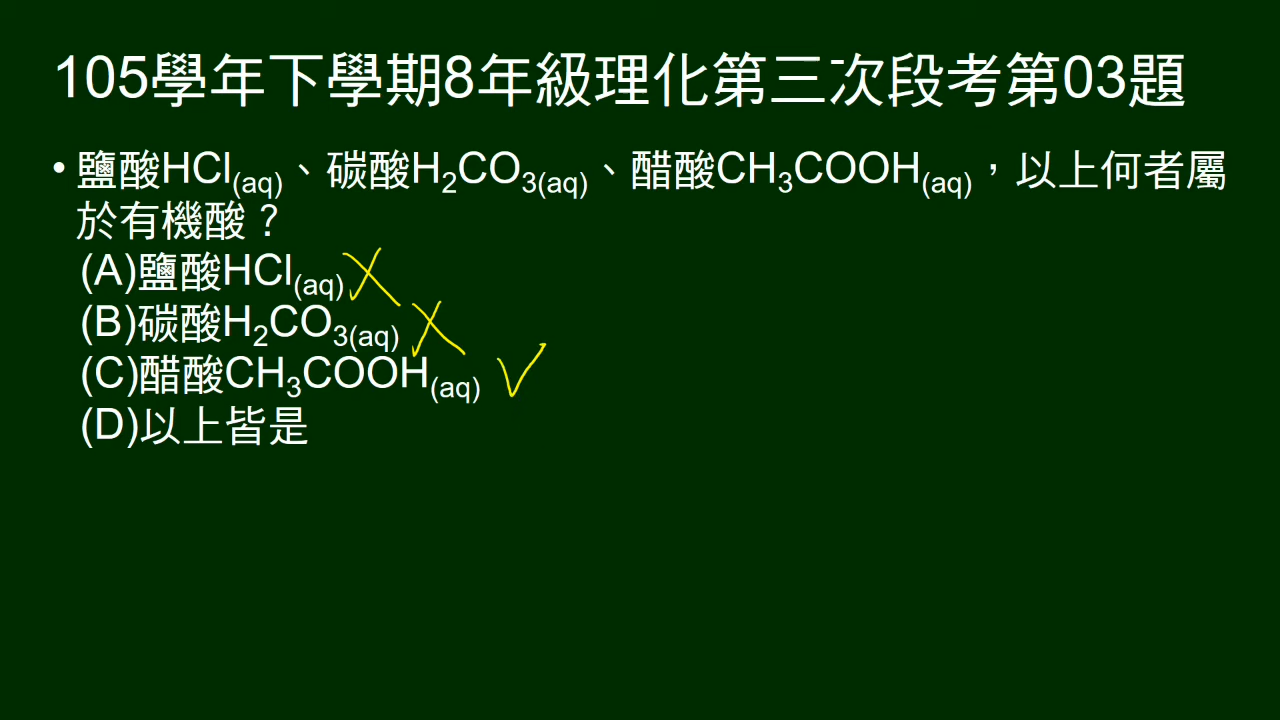 105學年下學期8年級理化第三次段考第03題
• 鹽酸HCl(aq)、碳酸H2CO3(aq)、醋酸CH3COOH(aq)，以上何者屬
於有機酸？
(A)鹽酸HCl(aq)
(B)碳酸H2CO3(aq)
(C)醋酸CH3COOH(aq)
(D)以上皆是